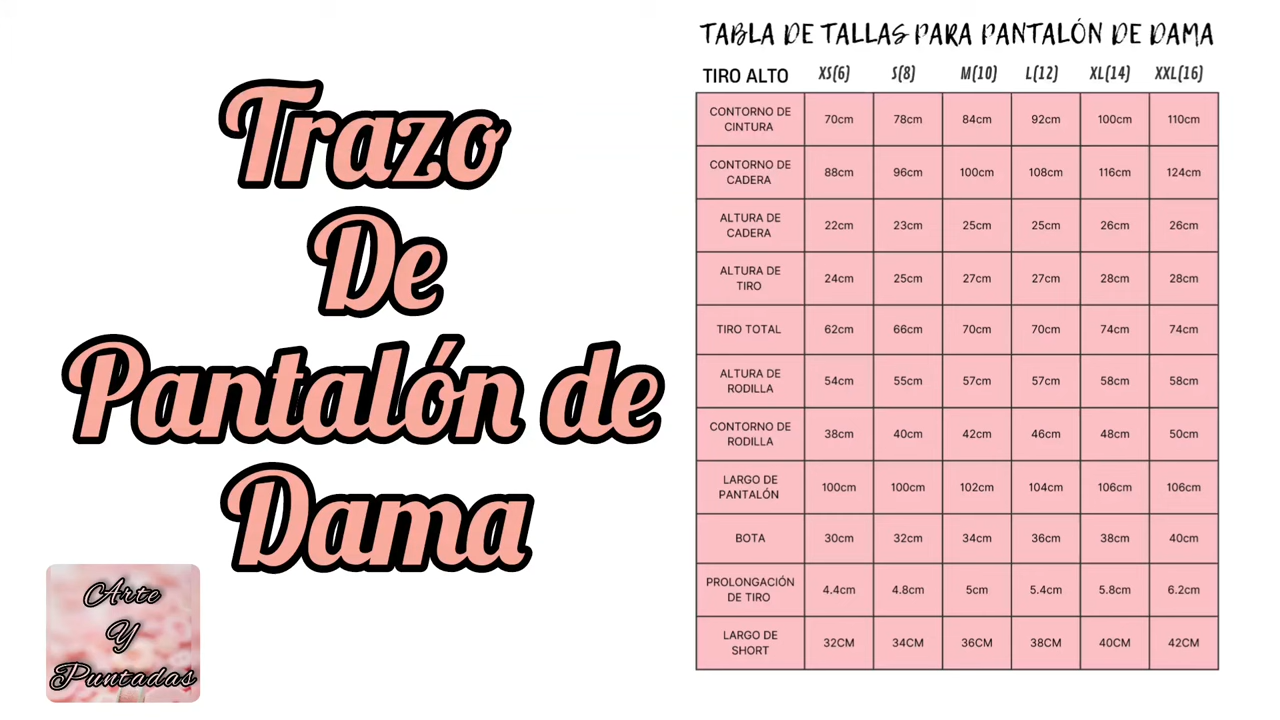 Trazo
De
Pantalón de
Dama
Arte
Y
Puntadas
TABLA DE TALLAS PARA PANTALÓN DE DAMA
TIRO ALTO XS(6) S(8) M(10) L(12) XL(14) XXL(16)
CONTORNO DE
CINTURA 70cm 78cm 84cm 92cm 100cm 110cm
CONTORNO DE
CADERA 88cm 96cm 100cm 108cm 116cm 124cm
ALTURA DE
CADERA 22cm 23cm 25cm 25cm 26cm 26cm
ALTURA DE
TIRO 24cm 25cm 27cm 27cm 28cm 28cm
TIRO TOTAL 62cm 66cm 70cm 70cm 74cm 74cm
ALTURA DE
RODILLA 54cm 55cm 57cm 57cm 58cm 58cm
CONTORNO DE
RODILLA 38cm 40cm 42cm 46cm 48cm 50cm
LARGO DE
PANTALÓN 100cm 100cm 102cm 104cm 106cm 106cm
BOTA 30cm 32cm 34cm 36cm 38cm 40cm
PROLONGACIÓN
DE TIRO 4.4cm 4.8cm 5cm 5.4cm 5.8cm 6.2cm
LARGO DE
SHORT 32CM 34CM 36CM 38CM 40CM 42CM